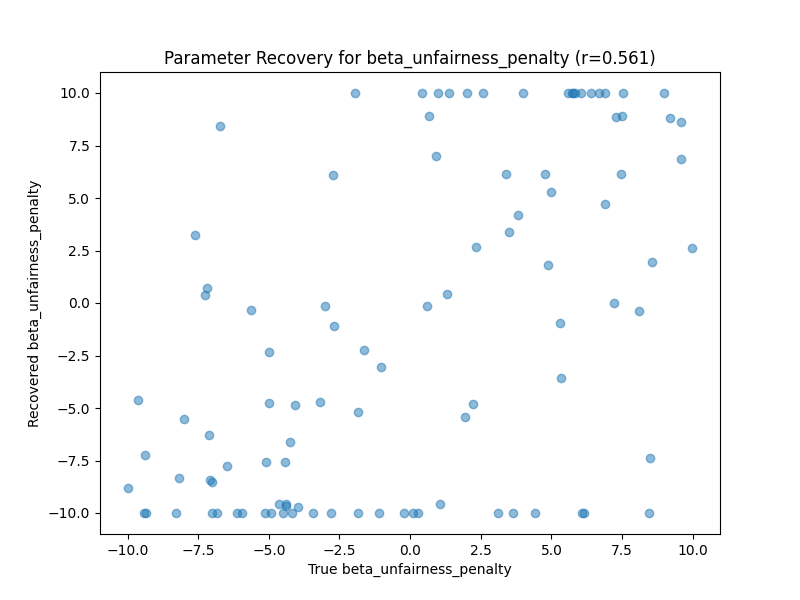 Parameter Recovery for beta_unfairness_penalty (r=0.561)
Recovered beta_unfairness_penalty
10.0
7.5
5.0
2.5
0.0
−2.5
−5.0
−7.5
−10.0
−10.0 −7.5 −5.0 −2.5 0.0 2.5 5.0 7.5 10.0
True beta_unfairness_penalty